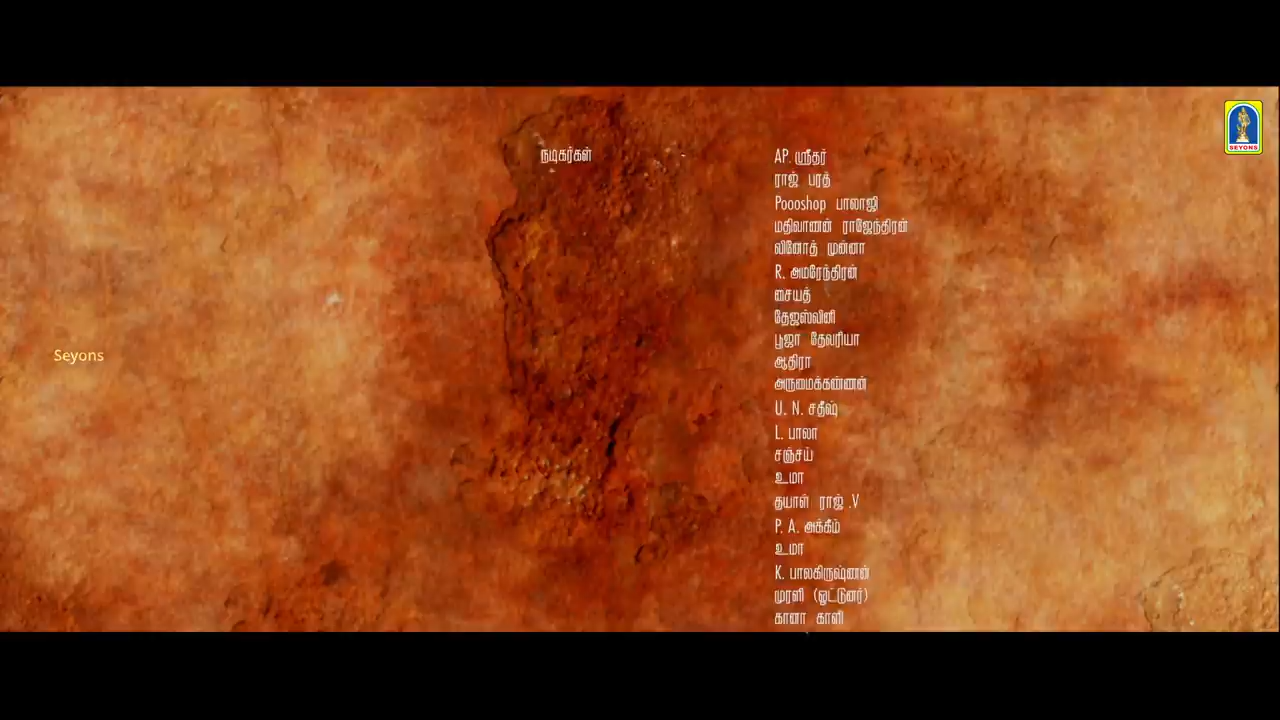 SEYONS
நடிகர்கள்
AP. ஸ்ரீதர்
ராஜ் பரத்
Poooshop பாலாஜி
மதிவாணன் ராஜேந்திரன்
வினோத் முன்னா
R. அமரேந்திரன்
சையத்
தேஜஸ்வினி
பூஜா தேவரியா
ஆதிரா
அருமைக்கண்ணன்
U. N. சதீஷ்
L. பாலா
சஞ்சய்
உமா
தயாள் ராஜ் .V
P. A. அக்கீம்
உமா
K. பாலகிருஷ்ணன்
முரளி (ஓட்டுனர்)
கானா காளி
Seyons